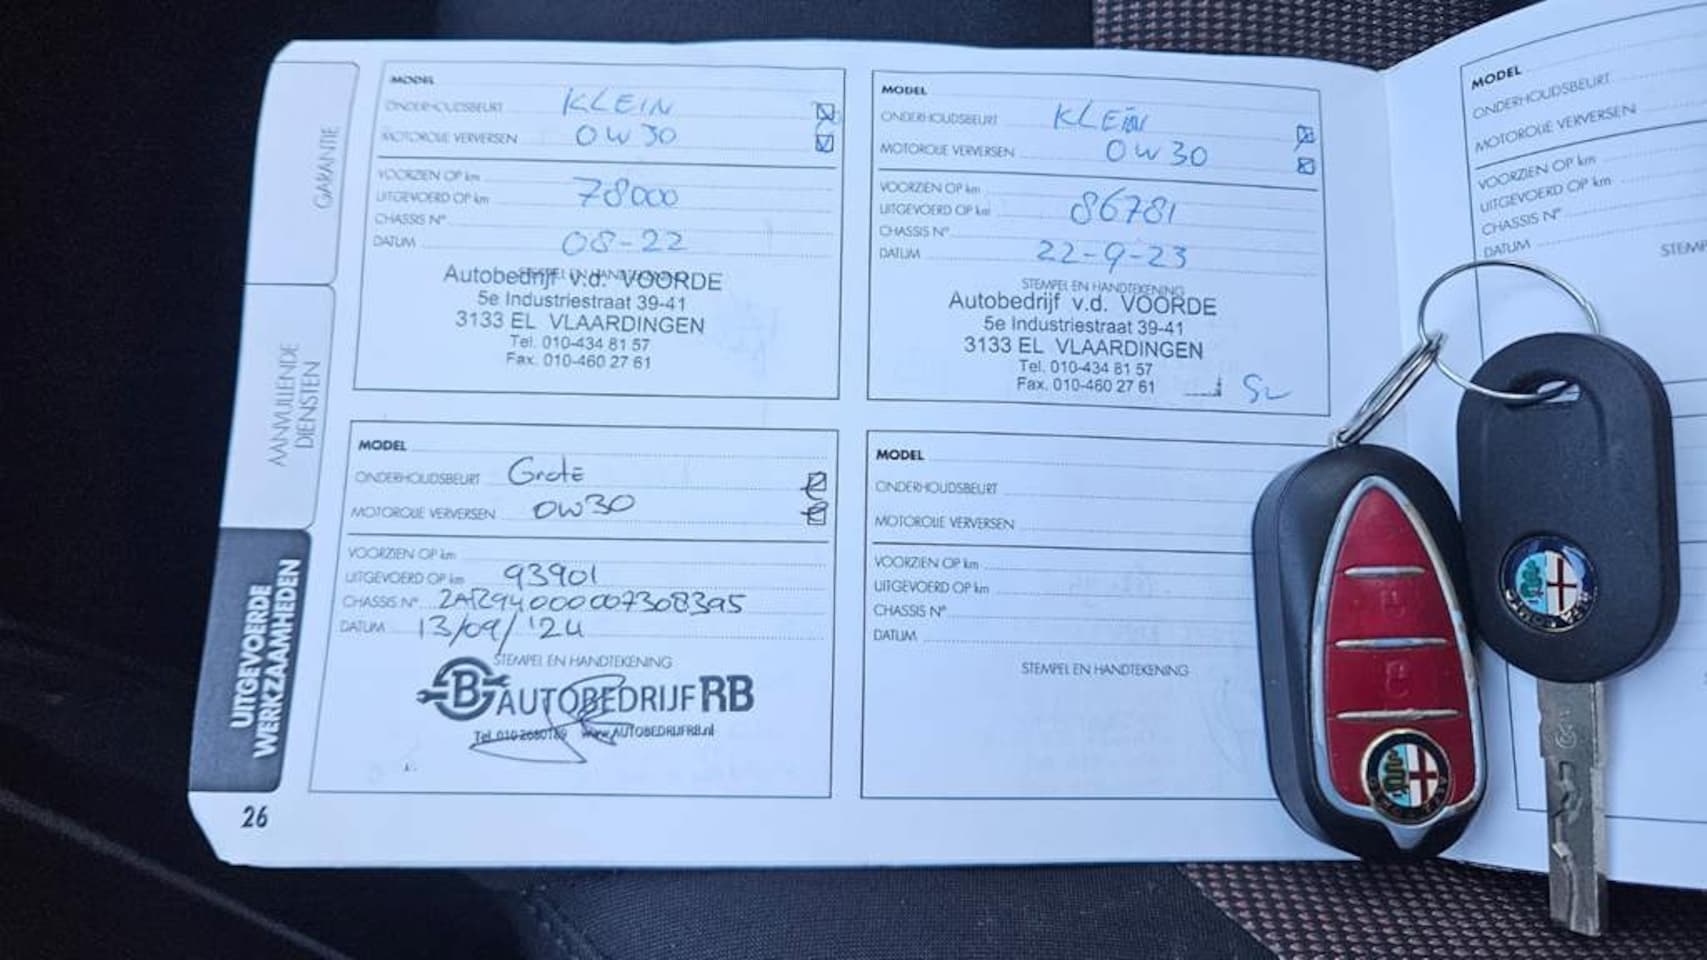 GARANTIE
AANVULLENDE
DIENSTEN
UITGEVOERDE
WERKZAAMHEDEN
26
MODEL
ONDERHOUDSBEURT KLEIN
MOTOROLIE VERVERSEN 0W30
VOORZIEN OP km
UITGEVOERD OP km 78000
CHASSIS N°
DATUM 08-22
STEMPEL EN HANDTEKENING
Autobedrijf v.d. VOORDE
5e Industriestraat 39-41
3133 EL VLAARDINGEN
Tel. 010-434 81 57
Fax. 010-460 27 61
MODEL
ONDERHOUDSBEURT KLEIN
MOTOROLIE VERVERSEN 0W30
VOORZIEN OP km
UITGEVOERD OP km 86781
CHASSIS N°
DATUM 22-9-23
STEMPEL EN HANDTEKENING
Autobedrijf v.d. VOORDE
5e Industriestraat 39-41
3133 EL VLAARDINGEN
Tel. 010-434 81 57
Fax. 010-460 27 61
MODEL
ONDERHOUDSBEURT Grote
MOTOROLIE VERVERSEN 0W30
VOORZIEN OP km
UITGEVOERD OP km 93901
CHASSIS N° ZAR94000007308395
DATUM 13/09/'24
STEMPEL EN HANDTEKENING
AUTOBEDRIJF RB
Tel. 010 2680189 www.AUTOBEDRIJFRB.nl
MODEL
ONDERHOUDSBEURT
MOTOROLIE VERVERSEN
VOORZIEN OP km
UITGEVOERD OP km
CHASSIS N°
DATUM
STEMPEL EN HANDTEKENING
MODEL
ONDERHOUDSBEURT
MOTOROLIE VERVERSEN
VOORZIEN OP km
UITGEVOERD OP km
CHASSIS N°
DATUM